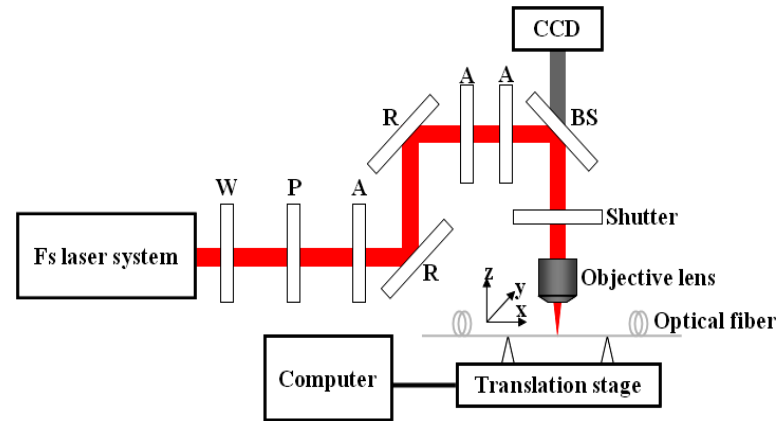 CCD
A A
R
BS
W P A
Shutter
Fs laser system
R
Objective lens
z
y
x
Optical fiber
Computer
Translation stage